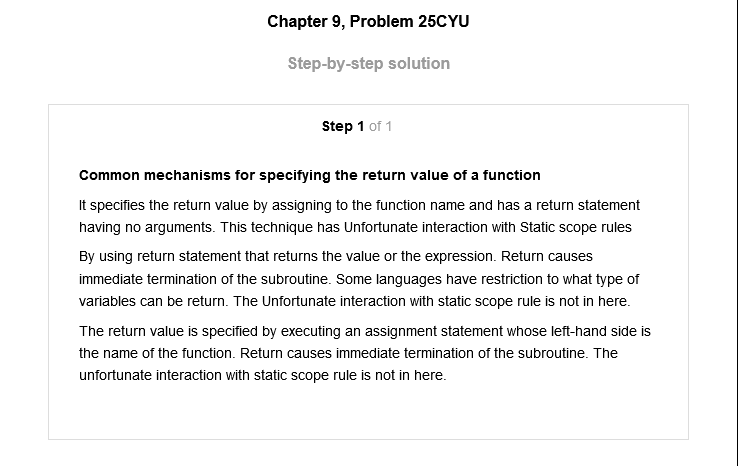 Chapter 9, Problem 25CYU
Step-by-step solution
Step 1 of 1
Common mechanisms for specifying the return value of a function
It specifies the return value by assigning to the function name and has a return statement
having no arguments. This technique has Unfortunate interaction with Static scope rules
By using return statement that returns the value or the expression. Return causes
immediate termination of the subroutine. Some languages have restriction to what type of
variables can be return. The Unfortunate interaction with static scope rule is not in here.
The return value is specified by executing an assignment statement whose left-hand side is
the name of the function. Return causes immediate termination of the subroutine. The
unfortunate interaction with static scope rule is not in here.